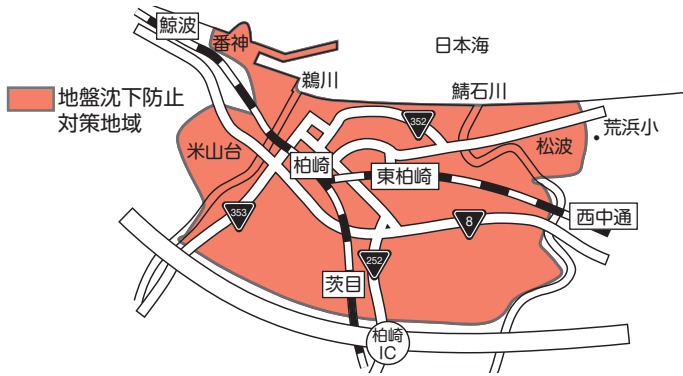 鯨波
番神
日本海
鵜川
鯖石川
地盤沈下防止
対策地域
352
荒浜小
米山台
松波
柏崎
東柏崎
353
8
西中通
252
茨目
柏崎
IC